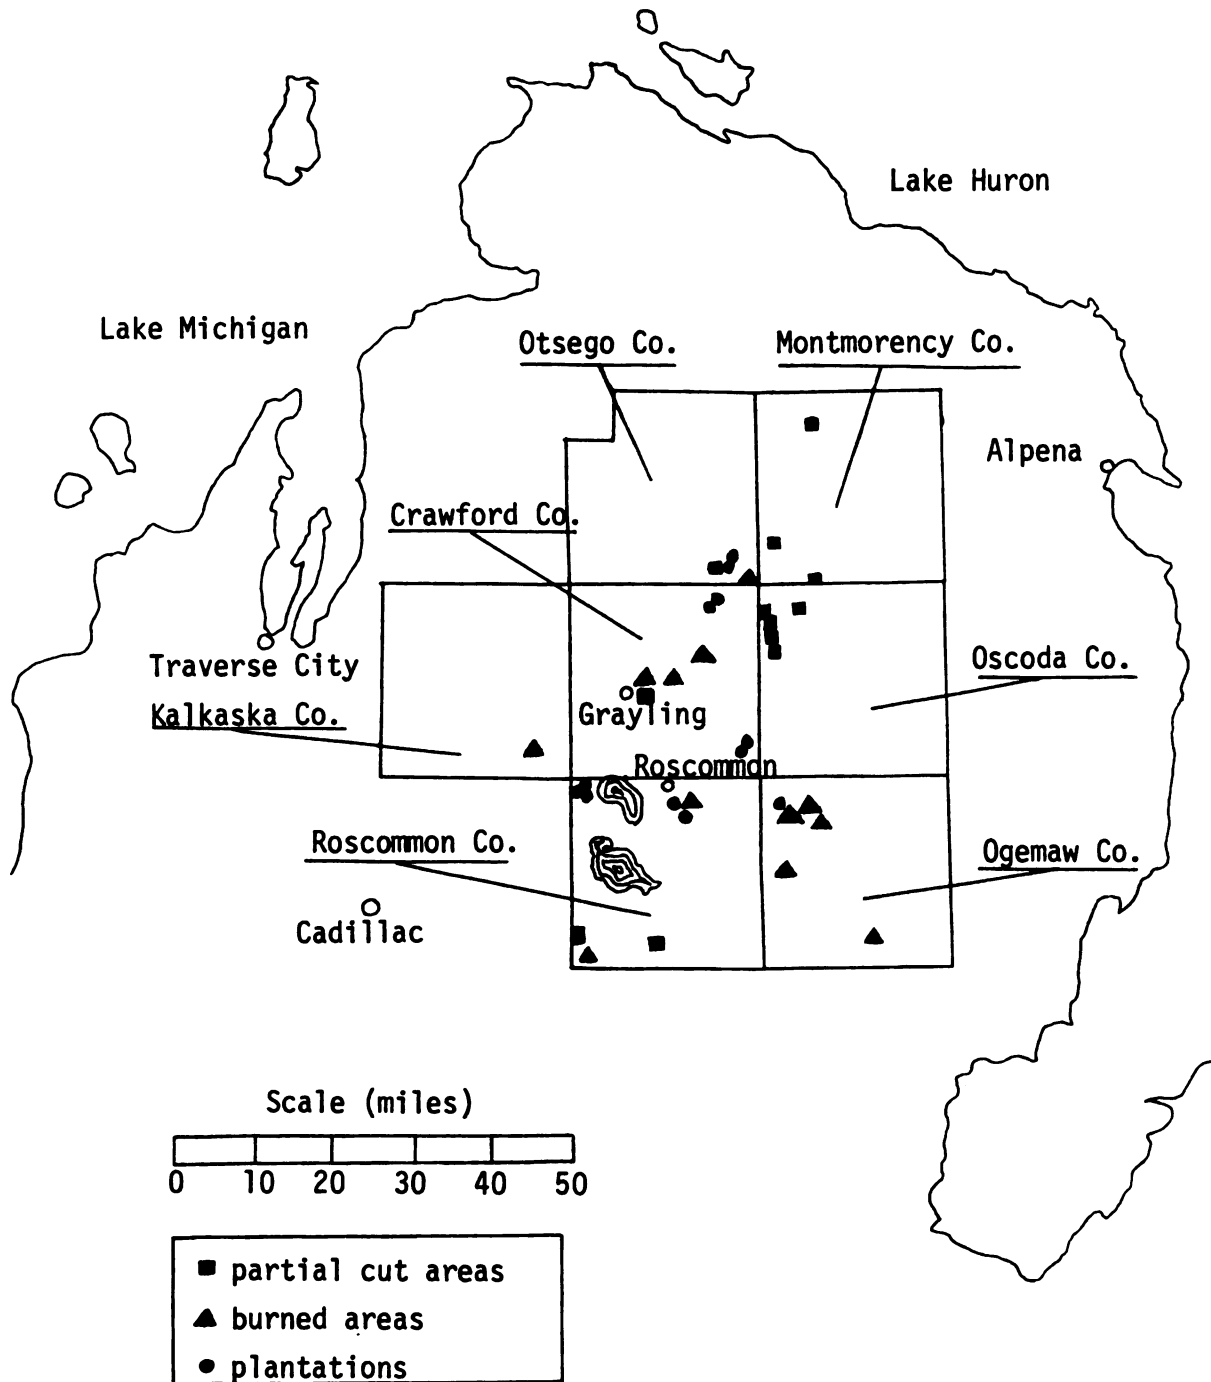 Lake Huron
Lake Michigan
Otsego Co.
Montmorency Co.
Alpena
Crawford Co.
Traverse City
Oscoda Co.
Kalkaska Co.
Grayling
Roscommon
Roscommon Co.
Ogemaw Co.
Cadillac
Scale (miles)
0 10 20 30 40 50
partial cut areas
burned areas
plantations